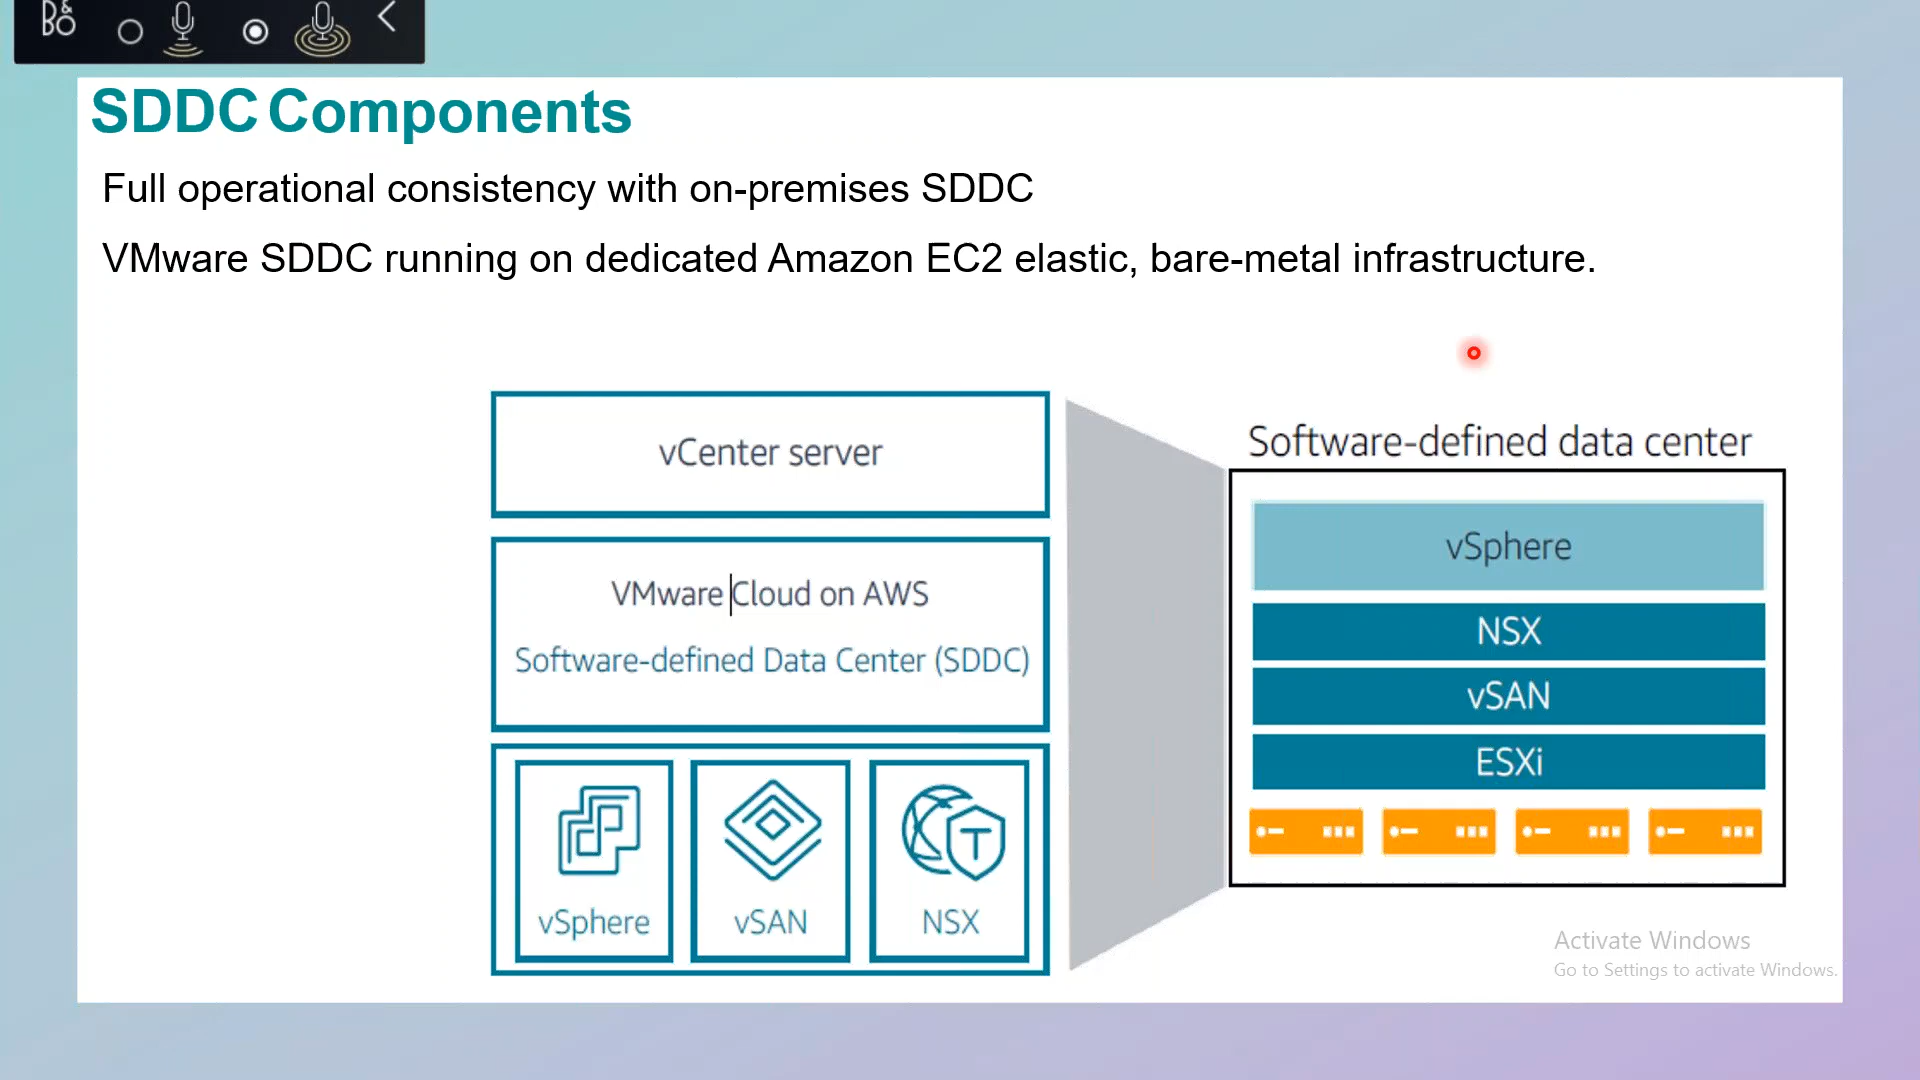 B&O
SDDC Components
Full operational consistency with on-premises SDDC
VMware SDDC running on dedicated Amazon EC2 elastic, bare-metal infrastructure.
vCenter server
VMware Cloud on AWS
Software-defined Data Center (SDDC)
vSphere
vSAN
NSX
Software-defined data center
vSphere
NSX
vSAN
ESXi
Activate Windows
Go to Settings to activate Windows.